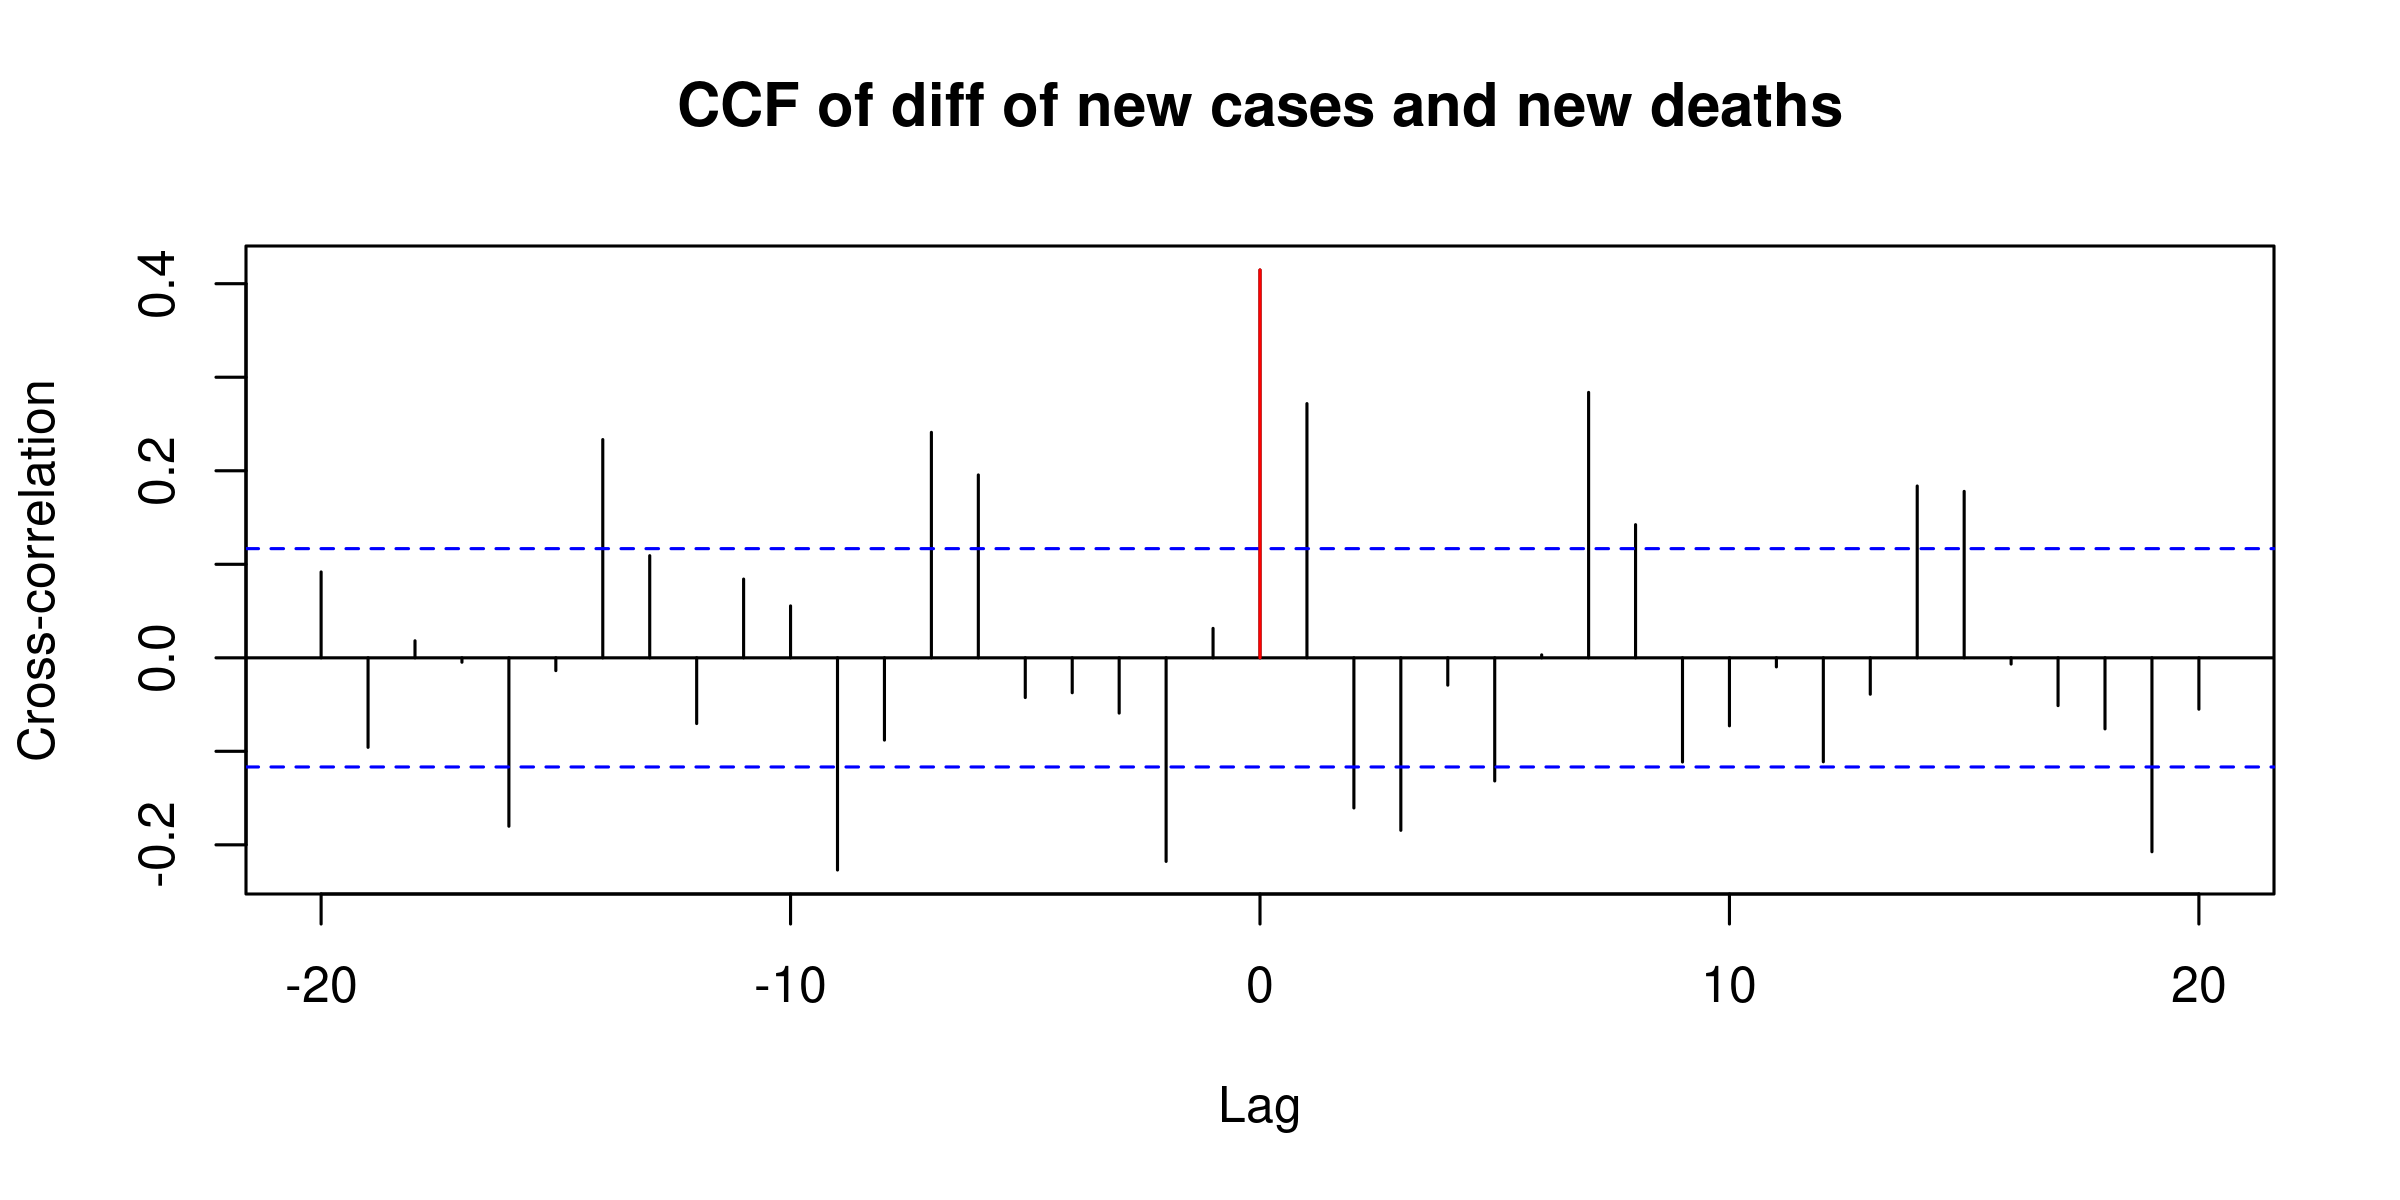 CCF of diff of new cases and new deaths
Cross-correlation
0.4
0.2
0.0
-0.2
-20 -10 0 10 20
Lag